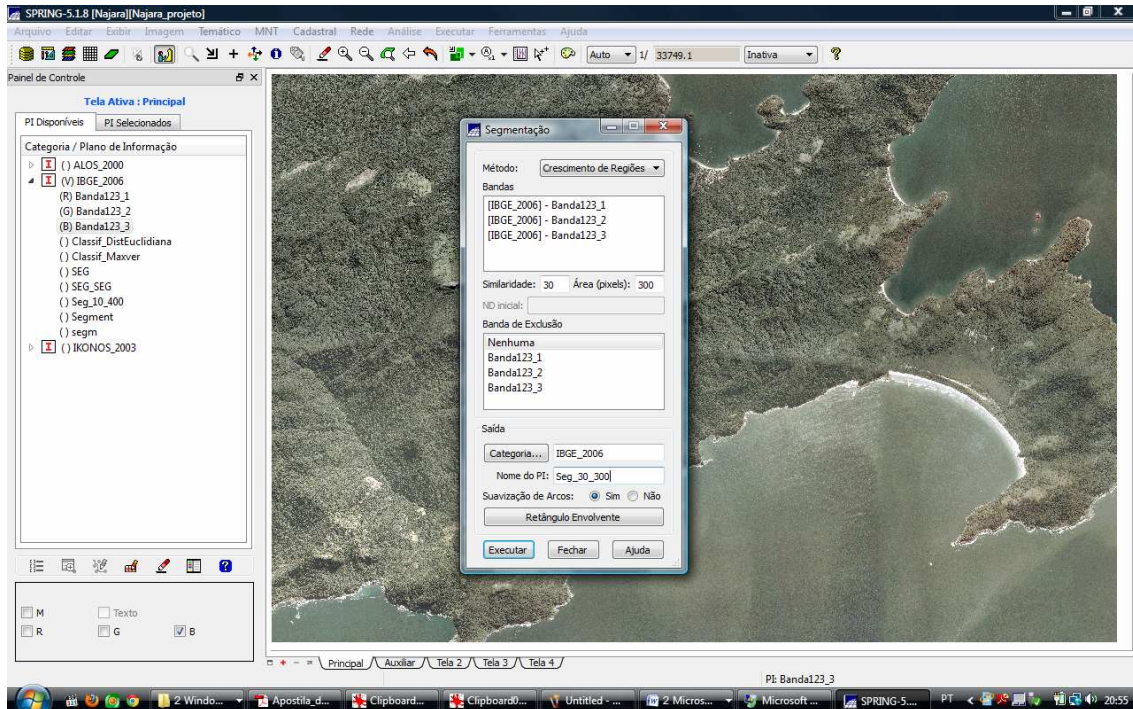 SPRING-5.1.8 [Najara][Najara_projeto]
Arquivo Editar Exibir Imagem Temático MNT Cadastral Rede Análise Executar Ferramentas Ajuda
Auto 1/ 33749.1 Inativa
Painel de Controle
Tela Ativa : Principal
PI Disponíveis PI Selecionados
Categoria / Plano de Informação
I () ALOS_2000
I (V) IBGE_2006
(R) Banda123_1
(G) Banda123_2
(B) Banda123_3
() Classif_DistEuclidiana
() Classif_Maxver
() SEG
() SEG_SEG
() Seg_10_400
() Segment
() segm
I () IKONOS_2003
M Texto
R G B
Segmentação
Método: Crescimento de Regiões
Bandas
[IBGE_2006] - Banda123_1
[IBGE_2006] - Banda123_2
[IBGE_2006] - Banda123_3
Similaridade: 30 Área (pixels): 300
ND inicial:
Banda de Exclusão
Nenhuma
Banda123_1
Banda123_2
Banda123_3
Saída
Categoria... IBGE_2006
Nome do PI: Seg_30_300
Suavização de Arcos: Sim Não
Retângulo Envolvente
Executar Fechar Ajuda
Principal Auxiliar Tela 2 Tela 3 Tela 4
PI: Banda123_3
2 Windo... Apostila_d... Clipboard... Clipboard0... Untitled - ... 2 Micros... Microsoft ... SPRING-5.... PT 20:55